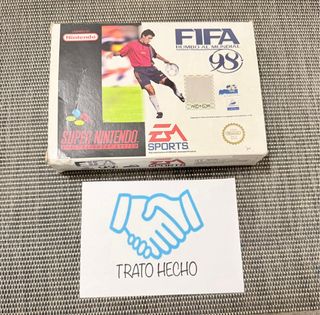 Nintendo
FIFA
RUMBO AL MUNDIAL
98
SUPER NINTENDO
EA
SPORTS
TRATO HECHO